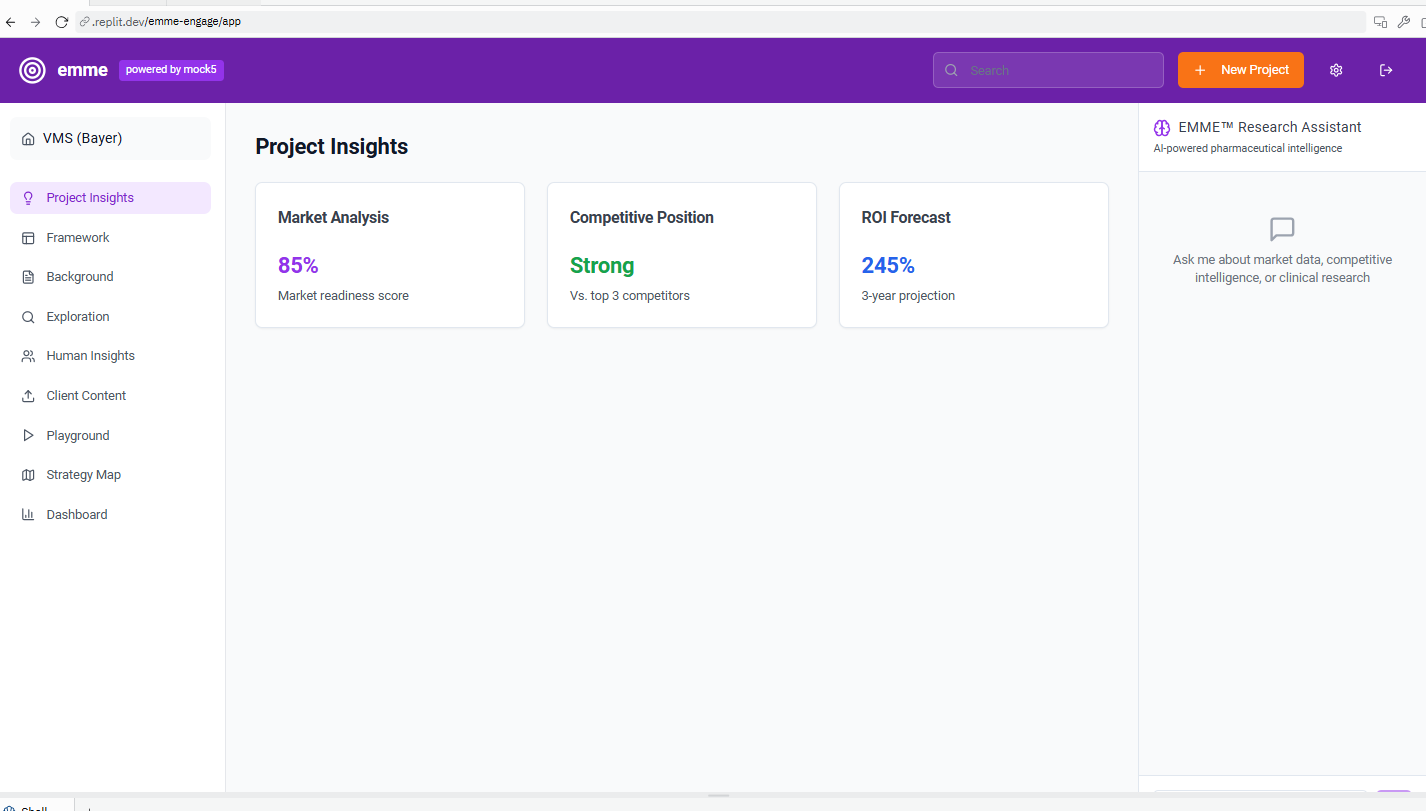 .replit.dev/emme-engage/app
emme
powered by mock5
Search
New Project
VMS (Bayer)
Project Insights
Framework
Background
Exploration
Human Insights
Client Content
Playground
Strategy Map
Dashboard
Project Insights
Market Analysis
85%
Market readiness score
Competitive Position
Strong
Vs. top 3 competitors
ROI Forecast
245%
3-year projection
EMME™ Research Assistant
AI-powered pharmaceutical intelligence
Ask me about market data, competitive
intelligence, or clinical research
Shell